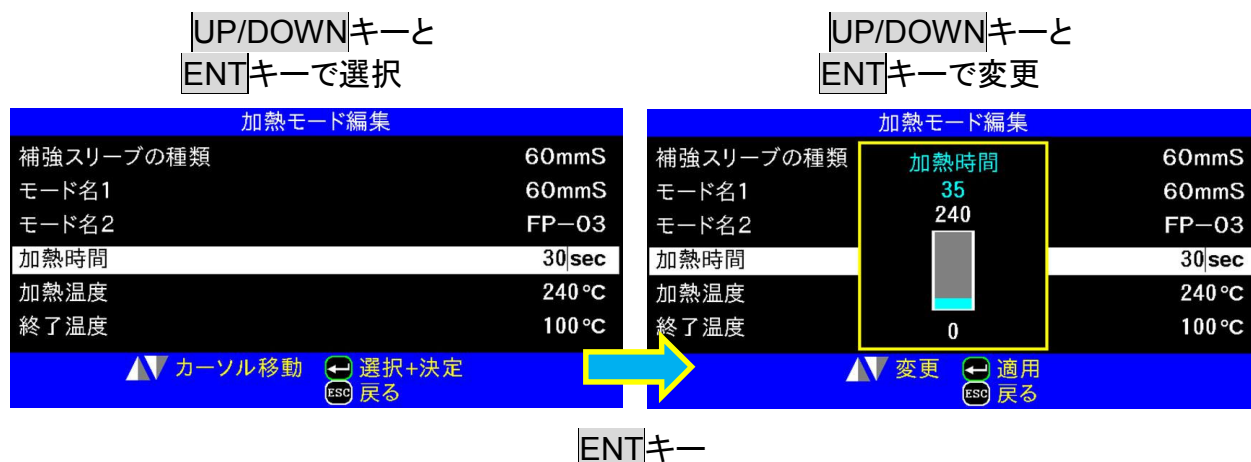 UP/DOWNキーと
ENTキーで選択
加熱モード編集
補強スリーブの種類 60mmS
モード名1 60mmS
モード名2 FP−03
加熱時間 30 sec
加熱温度 240 °C
終了温度 100 °C
カーソル移動 選択+決定
ESC 戻る
UP/DOWNキーと
ENTキーで変更
加熱モード編集
補強スリーブの種類 60mmS
モード名1 60mmS
モード名2 FP−03
加熱時間 30 sec
加熱温度 240 °C
終了温度 100 °C
加熱時間
35
240
0
変更 適用
ESC 戻る
ENTキー